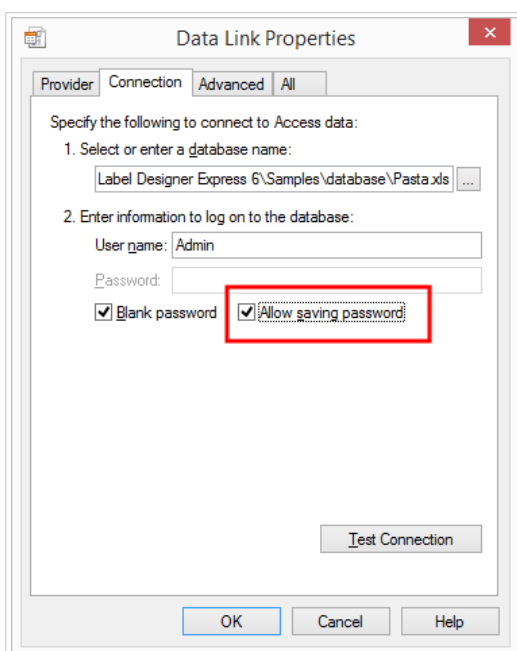 Data Link Properties
Provider Connection Advanced All
Specify the following to connect to Access data:
1. Select or enter a database name:
Label Designer Express 6\Samples\database\Pasta.xls ...
2. Enter information to log on to the database:
User name: Admin
Password:
Blank password Allow saving password
Test Connection
OK Cancel Help